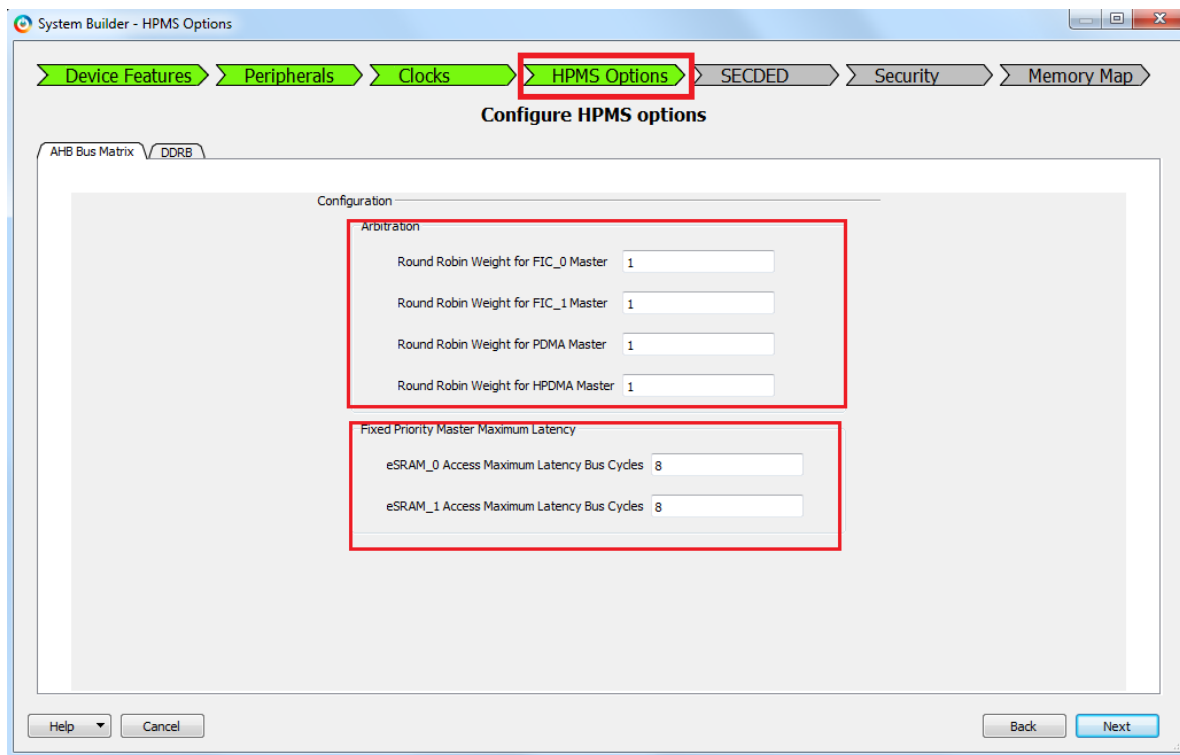 System Builder - HPMS Options
Device Features Peripherals Clocks HPMS Options SECDED Security Memory Map
Configure HPMS options
AHB Bus Matrix DDRB
Configuration
Arbitration
Round Robin Weight for FIC_0 Master 1
Round Robin Weight for FIC_1 Master 1
Round Robin Weight for PDMA Master 1
Round Robin Weight for HPDMA Master 1
Fixed Priority Master Maximum Latency
eSRAM_0 Access Maximum Latency Bus Cycles 8
eSRAM_1 Access Maximum Latency Bus Cycles 8
Help Cancel Back Next